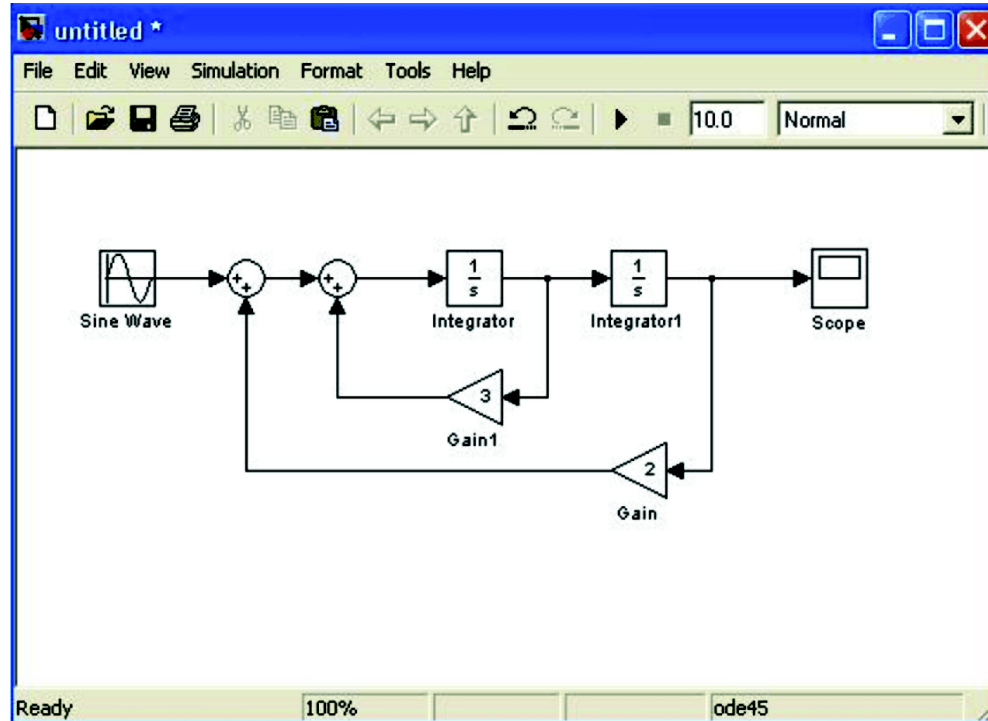 untitled *
File Edit View Simulation Format Tools Help
10.0 Normal
1
s
1
s
+
+
+
+
Sine Wave
Integrator
Integrator1
Scope
3
Gain1
2
Gain
Ready 100% ode45